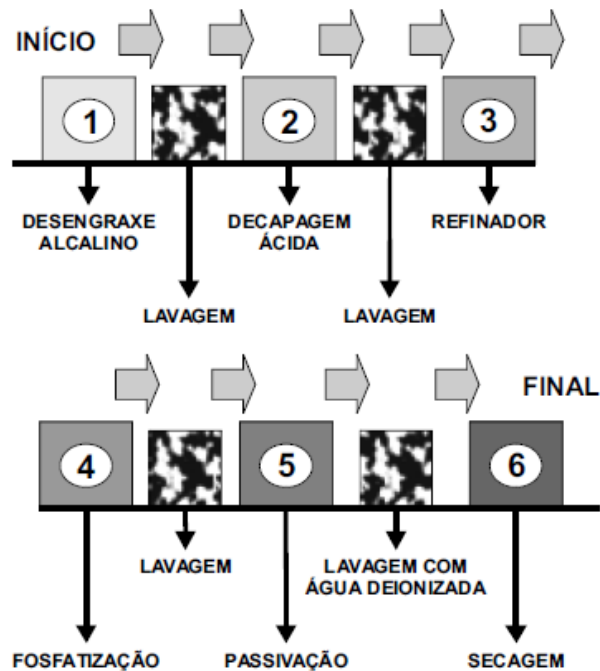 INÍCIO
1
2
3
DESENGRAXE
ALCALINO
DECAPAGEM
ÁCIDA
REFINADOR
LAVAGEM
LAVAGEM
FINAL
4
5
6
LAVAGEM
LAVAGEM COM
ÁGUA DEIONIZADA
FOSFATIZAÇÃO
PASSIVAÇÃO
SECAGEM